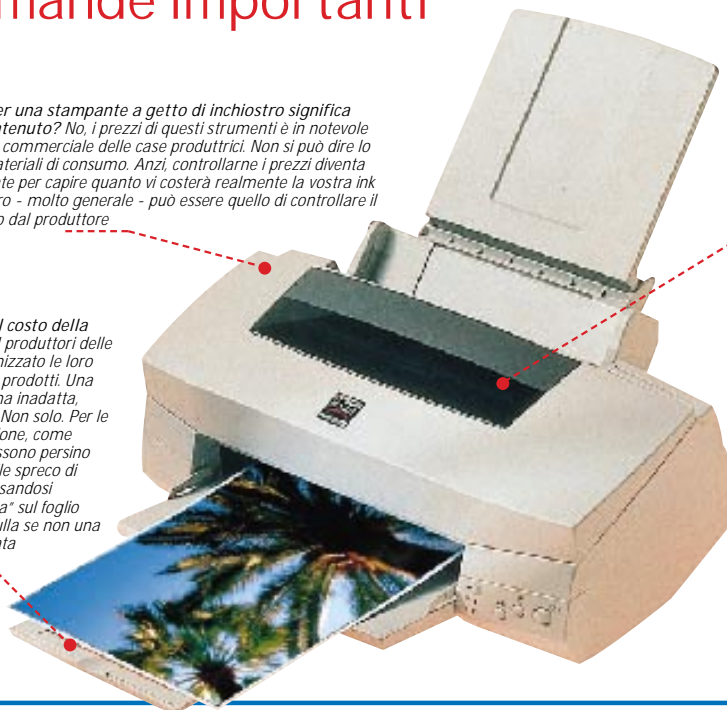 mande importanti
er una stampante a getto di inchiostro significa
tenuto? No, i prezzi di questi strumenti è in notevole
commerciale delle case produttrici. Non si può dire lo
ateriali di consumo. Anzi, controllarne i prezzi diventa
te per capire quanto vi costerà realmente la vostra ink
ro - molto generale - può essere quello di controllare il
o dal produttore
l costo della
I produttori delle
nizzato le loro
prodotti. Una
na inadatta,
Non solo. Per le
ione, come
ssono persino
le spreco di
sandosi
a" sul foglio
ulla se non una
ta